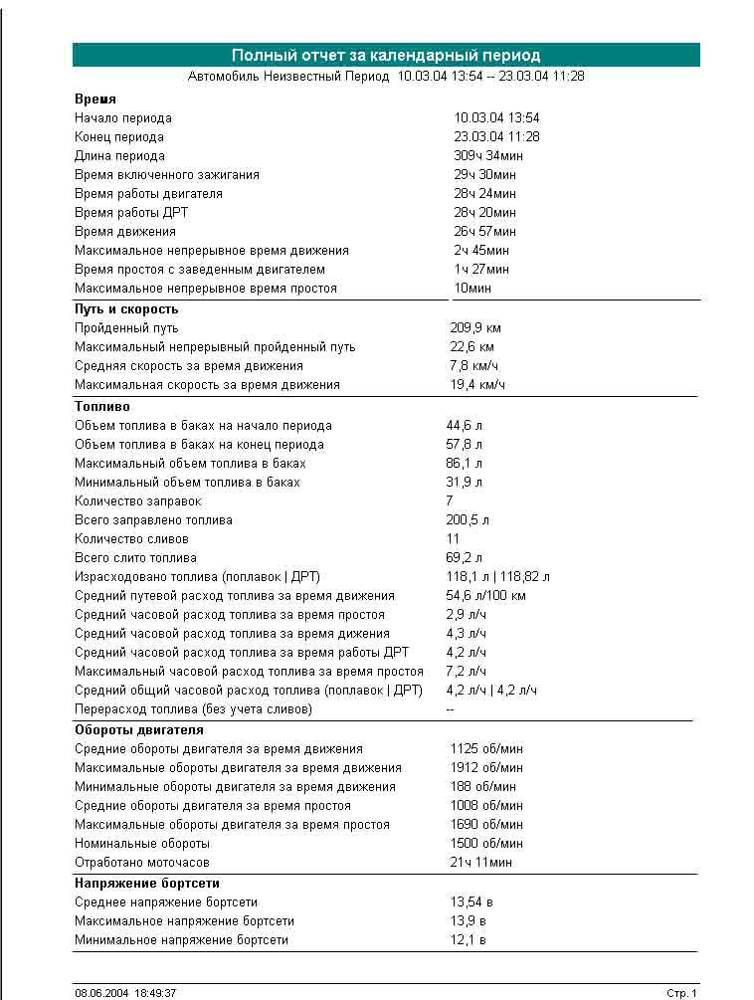 Полный отчет за календарный период
Автомобиль Неизвестный Период 10.03.04 13:54 -- 23.03.04 11:28
Время
Начало периода 10.03.04 13:54
Конец периода 23.03.04 11:28
Длина периода 309ч 34мин
Время включенного зажигания 29ч 30мин
Время работы двигателя 28ч 24мин
Время работы ДРТ 28ч 20мин
Время движения 26ч 57мин
Максимальное непрерывное время движения 2ч 45мин
Время простоя с заведенным двигателем 1ч 27мин
Максимальное непрерывное время простоя 10мин
Путь и скорость
Пройденный путь 209,9 км
Максимальный непрерывный пройденный путь 22,6 км
Средняя скорость за время движения 7,8 км/ч
Максимальная скорость за время движения 19,4 км/ч
Топливо
Объем топлива в баках на начало периода 44,6 л
Объем топлива в баках на конец периода 57,8 л
Максимальный объем топлива в баках 86,1 л
Минимальный объем топлива в баках 31,9 л
Количество заправок 7
Всего заправлено топлива 200,5 л
Количество сливов 11
Всего слито топлива 69,2 л
Израсходовано топлива (поплавок | ДРТ) 118,1 л | 118,82 л
Средний путевой расход топлива за время движения 54,6 л/100 км
Средний часовой расход топлива за время простоя 2,9 л/ч
Средний часовой расход топлива за время дижения 4,3 л/ч
Средний часовой расход топлива за время работы ДРТ 4,2 л/ч
Максимальный часовой расход топлива за время простоя 7,2 л/ч
Средний общий часовой расход топлива (поплавок | ДРТ) 4,2 л/ч | 4,2 л/ч
Перерасход топлива (без учета сливов) --
Обороты двигателя
Средние обороты двигателя за время движения 1125 об/мин
Максимальные обороты двигателя за время движения 1912 об/мин
Минимальные обороты двигателя за время движения 188 об/мин
Средние обороты двигателя за время простоя 1008 об/мин
Максимальные обороты двигателя за время простоя 1690 об/мин
Номинальные обороты 1500 об/мин
Отработано моточасов 21ч 11мин
Напряжение бортсети
Среднее напряжение бортсети 13,54 в
Максимальное напряжение бортсети 13,9 в
Минимальное напряжение бортсети 12,1 в
08.06.2004 18:49:37 Стр. 1